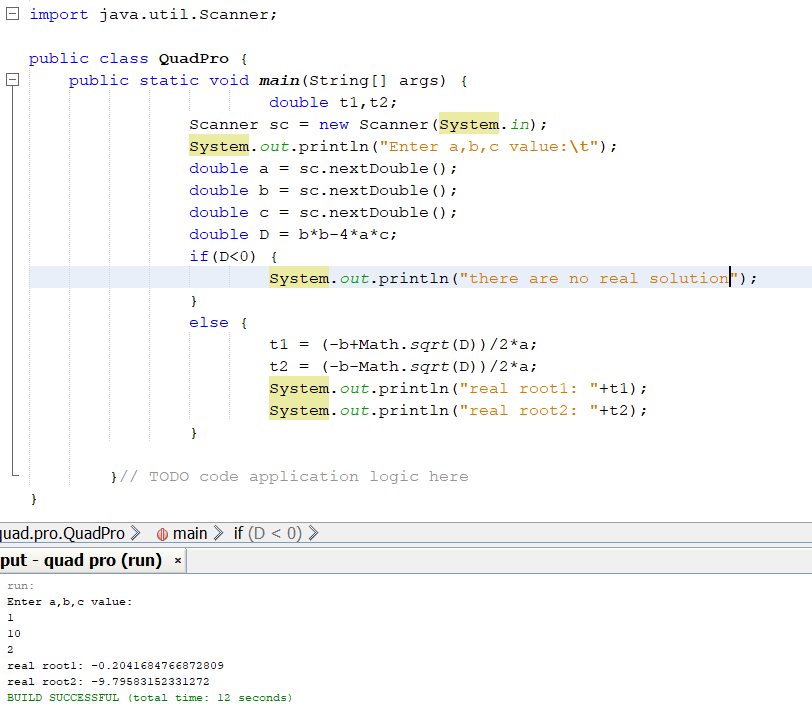 import java.util.Scanner;
public class QuadPro {
public static void main(String[] args) {
double t1,t2;
Scanner sc = new Scanner(System.in);
System.out.println("Enter a,b,c value:\t");
double a = sc.nextDouble();
double b = sc.nextDouble();
double c = sc.nextDouble();
double D = b*b-4*a*c;
if(D<0) {
System.out.println("there are no real solution");
}
else {
t1 = (-b+Math.sqrt(D))/2*a;
t2 = (-b-Math.sqrt(D))/2*a;
System.out.println("real root1: "+t1);
System.out.println("real root2: "+t2);
}
}// TODO code application logic here
}
quad.pro.QuadPro main if (D < 0)
put - quad pro (run) ×
run:
Enter a,b,c value:
1
10
2
real root1: -0.2041684766872809
real root2: -9.79583152331272
BUILD SUCCESSFUL (total time: 12 seconds)